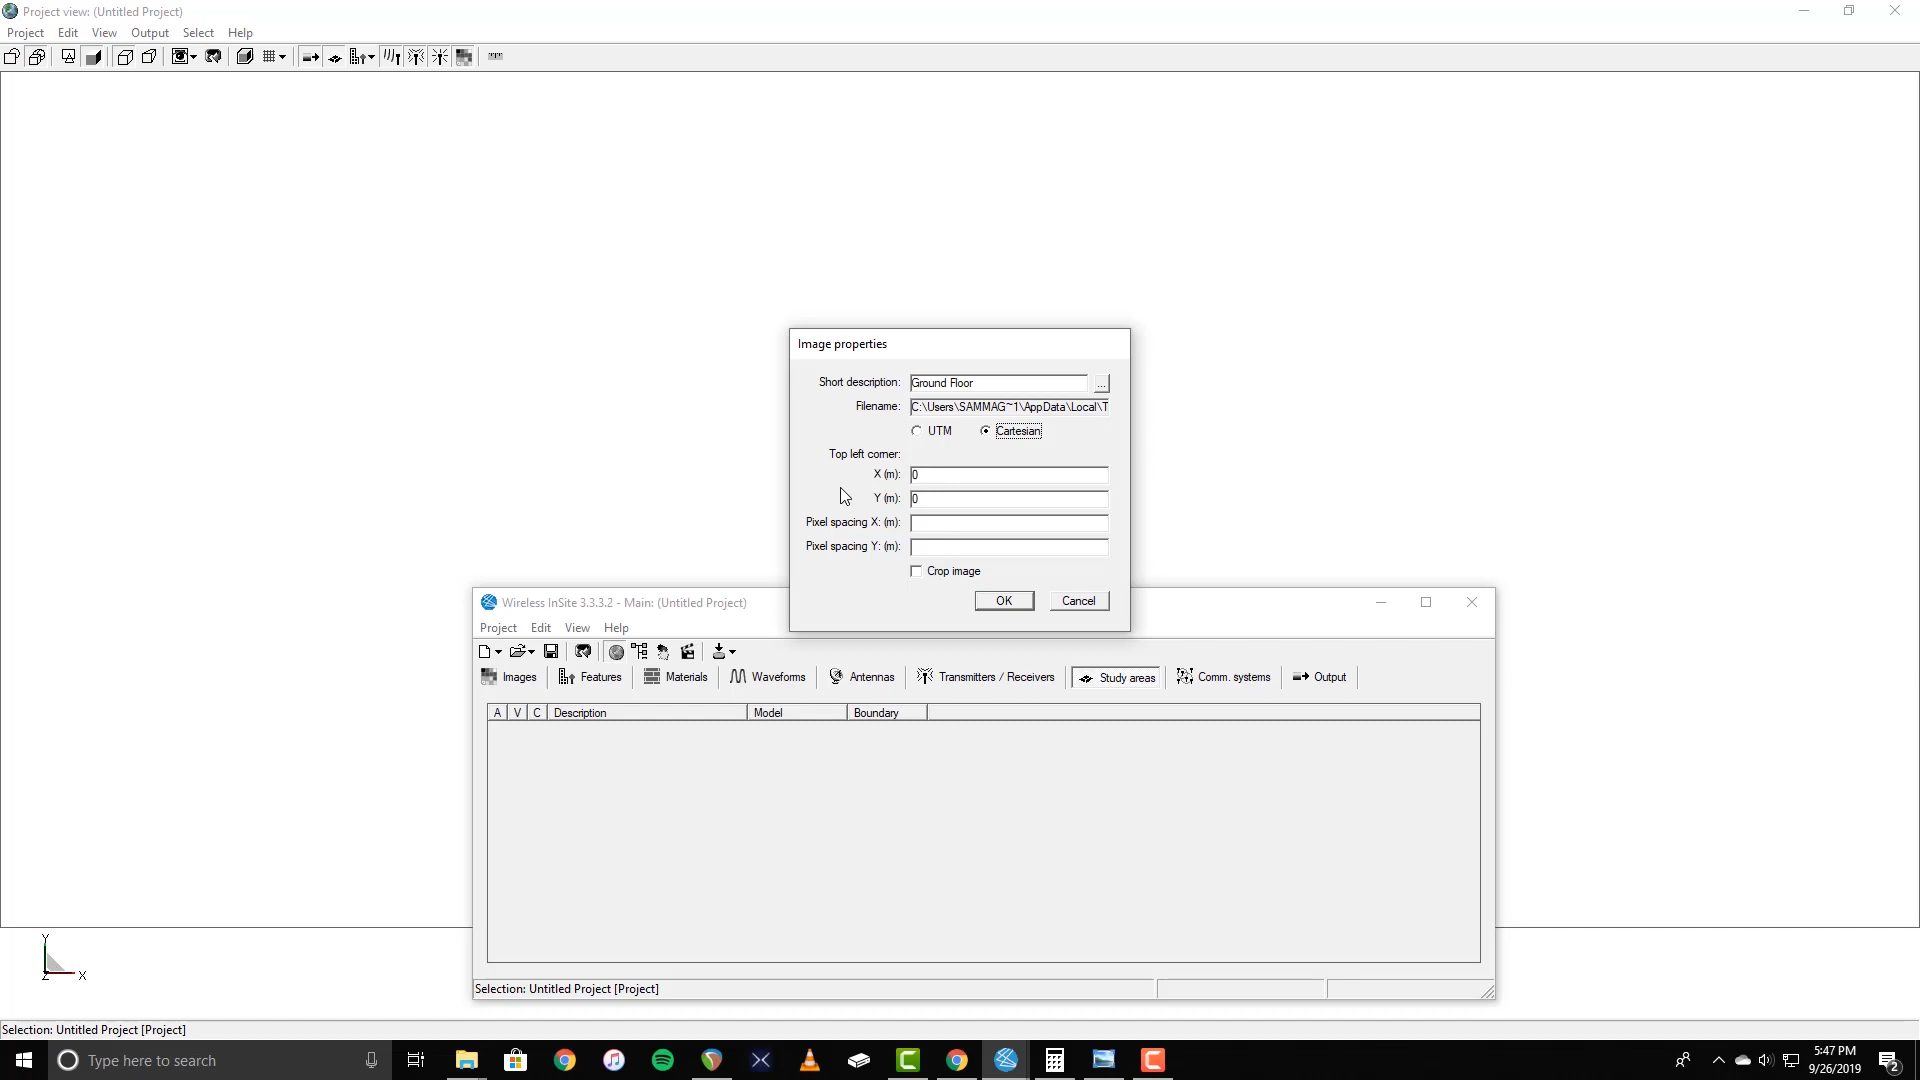 Project view: (Untitled Project)
Project Edit View Output Select Help
Image properties
Short description: Ground Floor ...
Filename: C:\Users\SAMMAG~1\AppData\Local\T
UTM Cartesian
Top left corner:
X (m): 0
Y (m): 0
Pixel spacing X: (m):
Pixel spacing Y: (m):
Crop image
OK Cancel
Wireless InSite 3.3.3.2 - Main: (Untitled Project)
Project Edit View Help
Images Features Materials Waveforms Antennas Transmitters / Receivers Study areas Comm. systems Output
A V C Description Model Boundary
Y
Z X
Selection: Untitled Project [Project]
Selection: Untitled Project [Project]
Type here to search
5:47 PM
9/26/2019
2